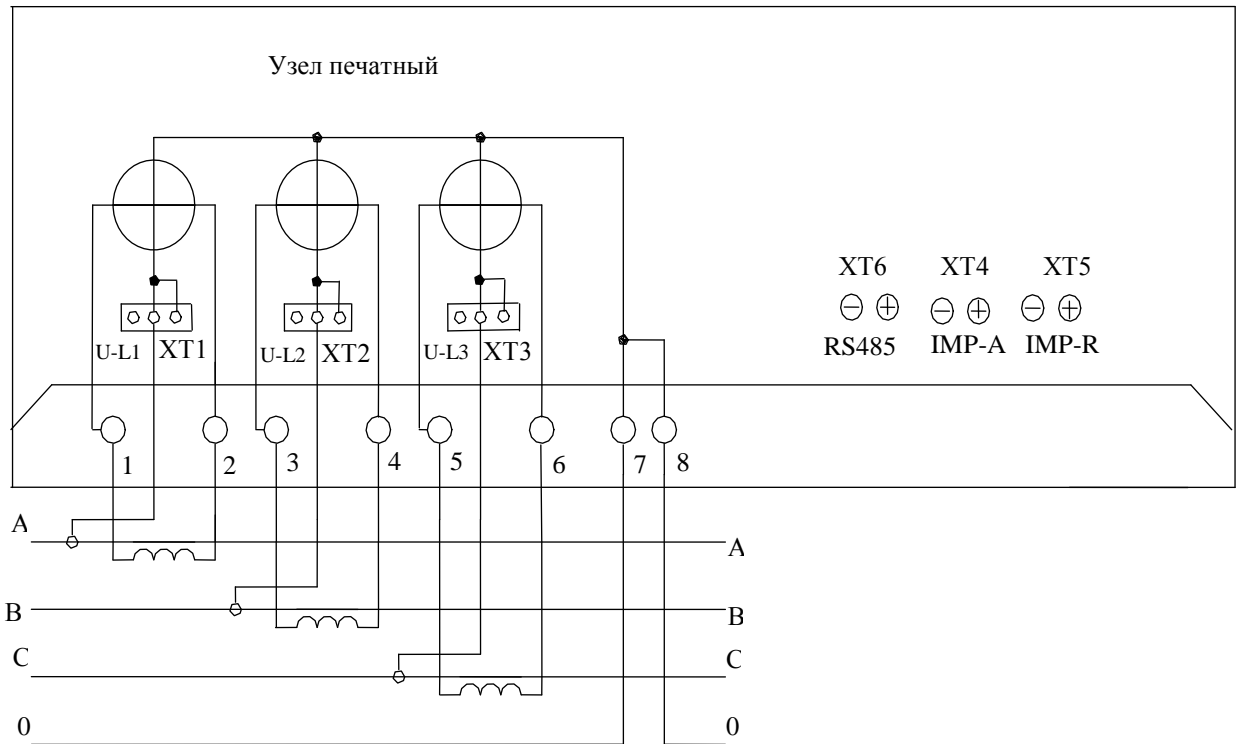 Узел печатный
XT6 XT4 XT5
U-L1 XT1 U-L2 XT2 U-L3 XT3
RS485 IMP-A IMP-R
1 2 3 4 5 6 7 8
A A
B B
C C
0 0